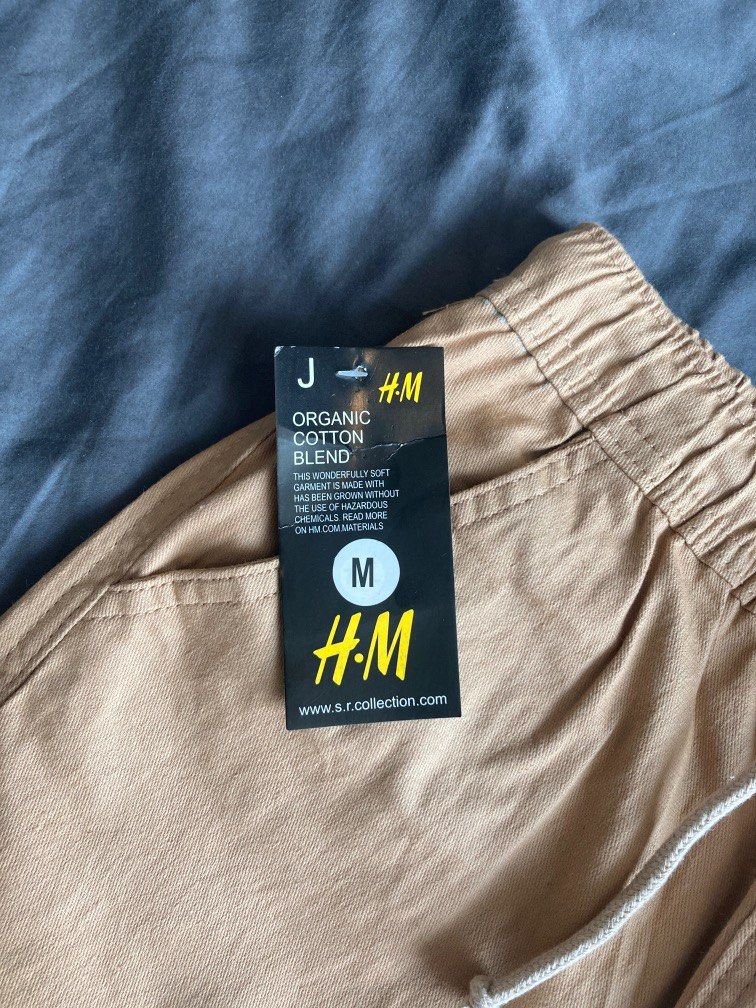 J
H·M
ORGANIC
COTTON
BLEND
THIS WONDERFULLY SOFT
GARMENT IS MADE WITH
HAS BEEN GROWN WITHOUT
THE USE OF HAZARDOUS
CHEMICALS. READ MORE
ON HM.COM.MATERIALS
M
H·M
www.s.r.collection.com